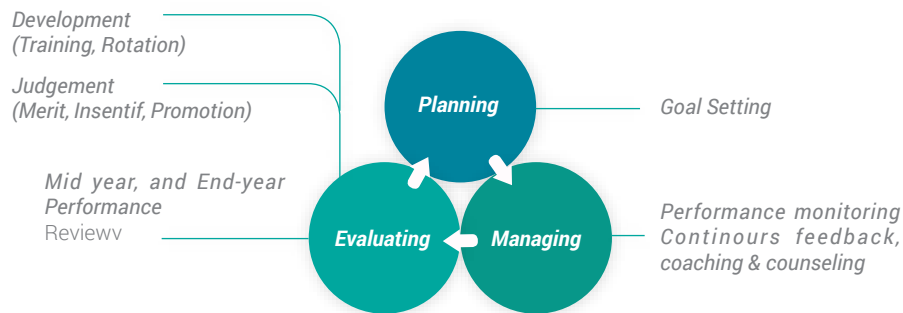 Development
(Training, Rotation)
Judgement
(Merit, Insentif, Promotion)
Mid year, and End-year
Performance
Reviewv
Planning
Evaluating
Managing
Goal Setting
Performance monitoring
Continours feedback,
coaching & counseling